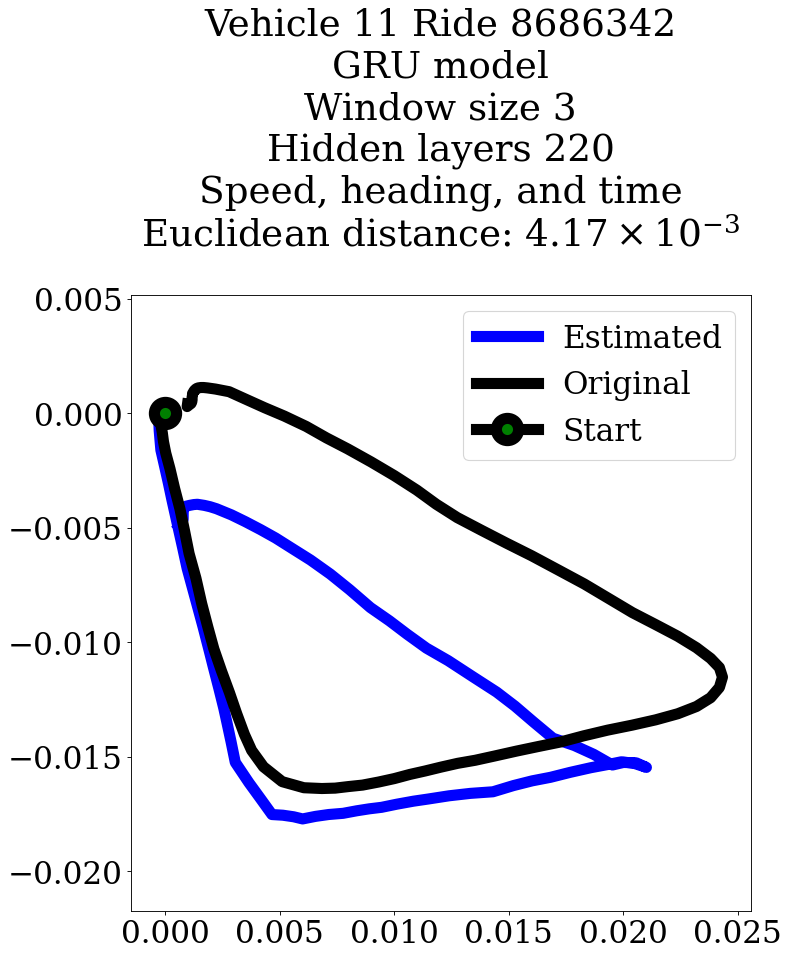 Vehicle 11 Ride 8686342
GRU model
Window size 3
Hidden layers 220
Speed, heading, and time
Euclidean distance: 4.17 × 10⁻³
0.005
0.000
−0.005
−0.010
−0.015
−0.020
Estimated
Original
Start
0.000 0.005 0.010 0.015 0.020 0.025